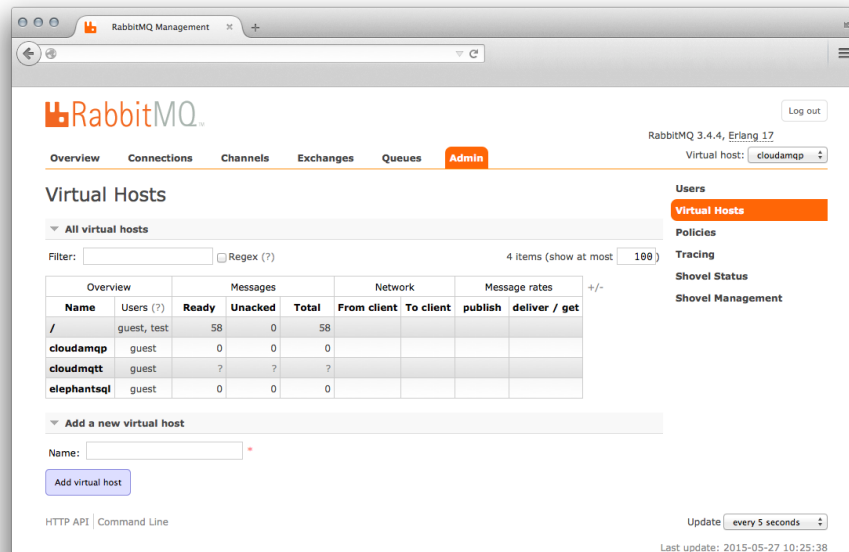 RabbitMQ Management
RabbitMQ
Log out
RabbitMQ 3.4.4, Erlang 17
Overview Connections Channels Exchanges Queues Admin
Virtual host: cloudamqp
Virtual Hosts
Users
Virtual Hosts
Policies
Tracing
Shovel Status
Shovel Management
All virtual hosts
Filter: Regex (?) 4 items (show at most 100)
Overview Messages Network Message rates +/-
Name Users (?) Ready Unacked Total From client To client publish deliver / get
/ guest, test 58 0 58
cloudamqp guest 0 0 0
cloudmqtt guest ? ? ?
elephantsql guest 0 0 0
Add a new virtual host
Name: *
Add virtual host
HTTP API Command Line
Update every 5 seconds
Last update: 2015-05-27 10:25:38